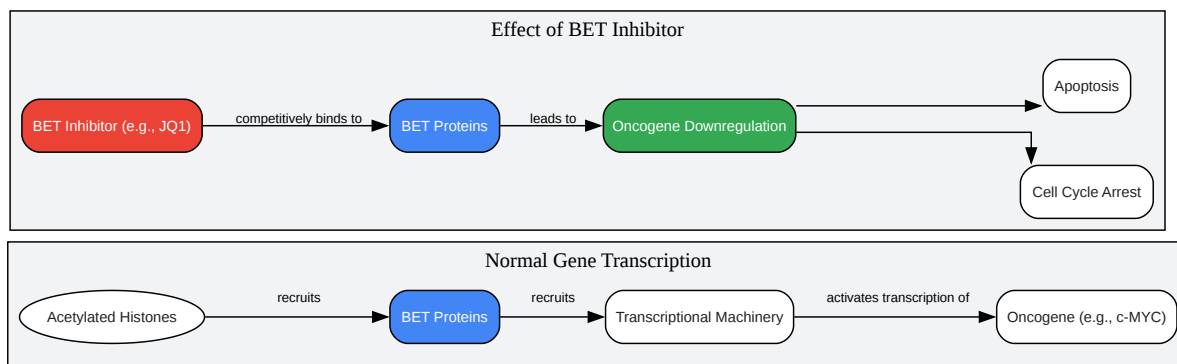 Effect of BET Inhibitor
Apoptosis
BET Inhibitor (e.g., JQ1)
competitively binds to
BET Proteins
leads to
Oncogene Downregulation
Cell Cycle Arrest
Normal Gene Transcription
Acetylated Histones
recruits
BET Proteins
recruits
Transcriptional Machinery
activates transcription of
Oncogene (e.g., c-MYC)